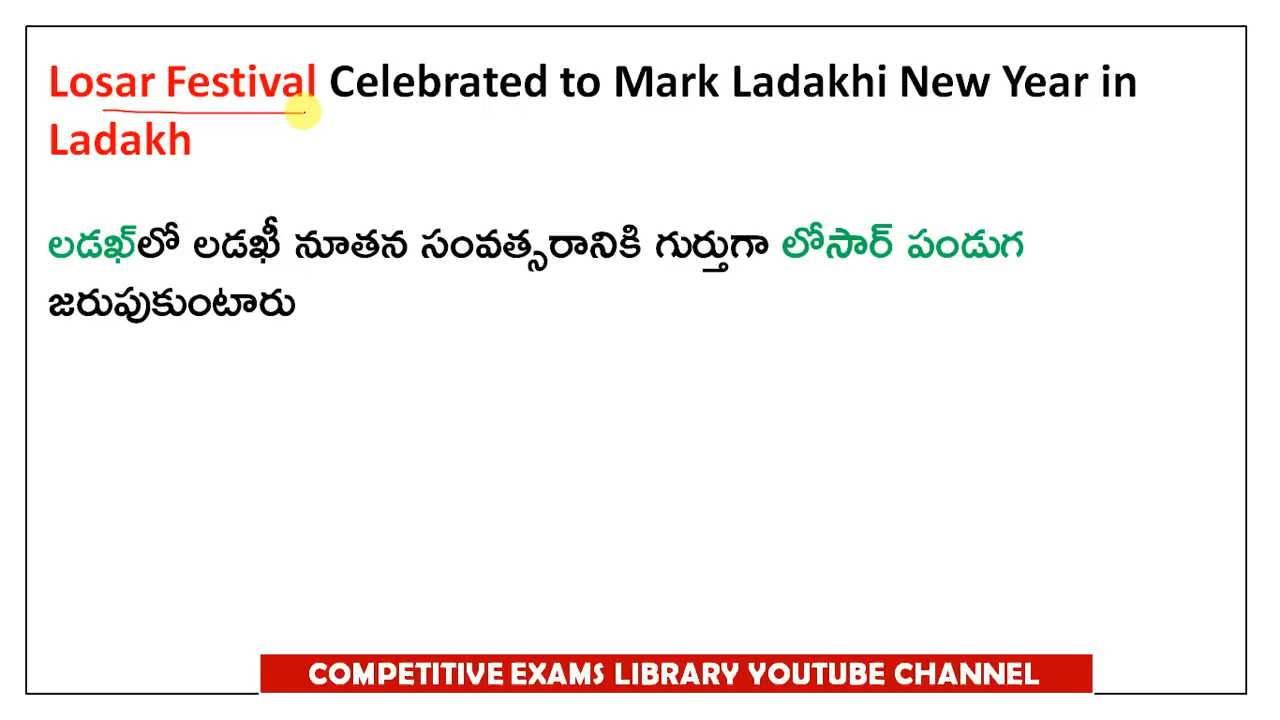 Losar Festival Celebrated to Mark Ladakhi New Year in
Ladakh
లడఖ్‌లో లడఖీ నూతన సంవత్సరానికి గుర్తుగా లోసార్ పండుగ
జరుపుకుంటారు
COMPETITIVE EXAMS LIBRARY YOUTUBE CHANNEL